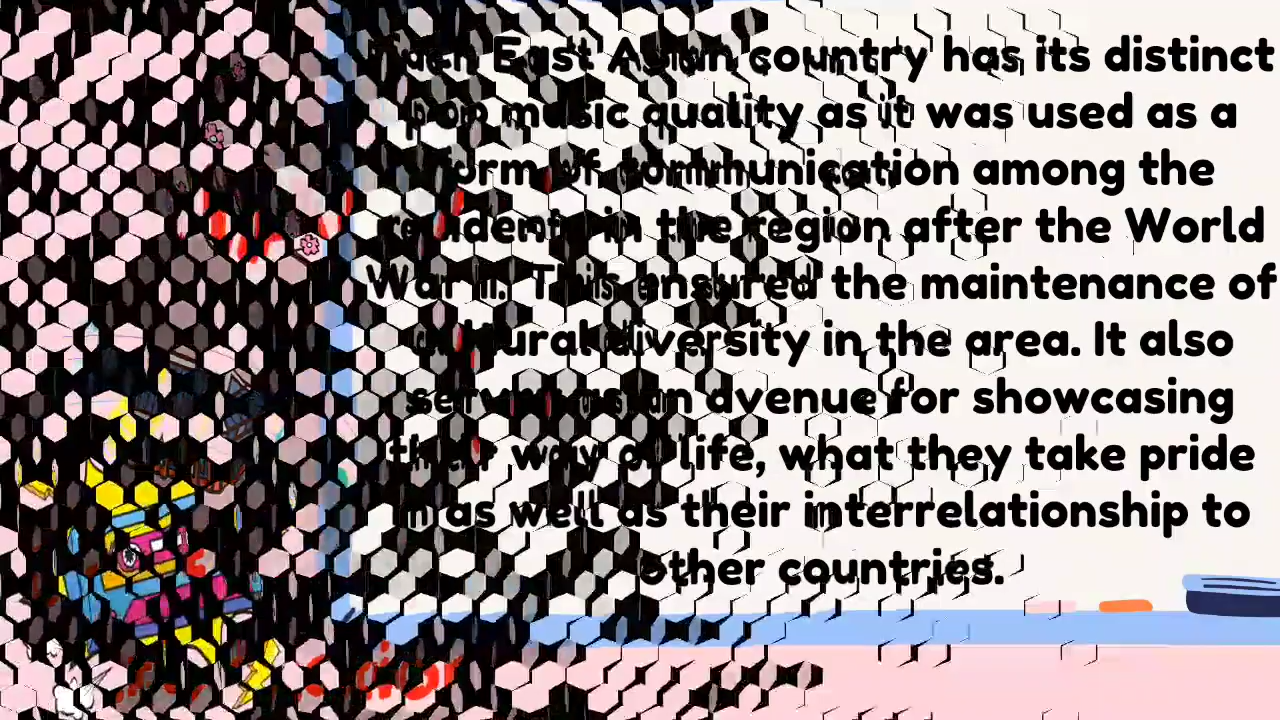 Each East Asian country has its distinct
pop music quality as it was used as a
form of communication among the
residents in the region after the World
War II. This ensured the maintenance of
cultural diversity in the area. It also
serves as an avenue for showcasing
their way of life, what they take pride
in as well as their interrelationship to
other countries.